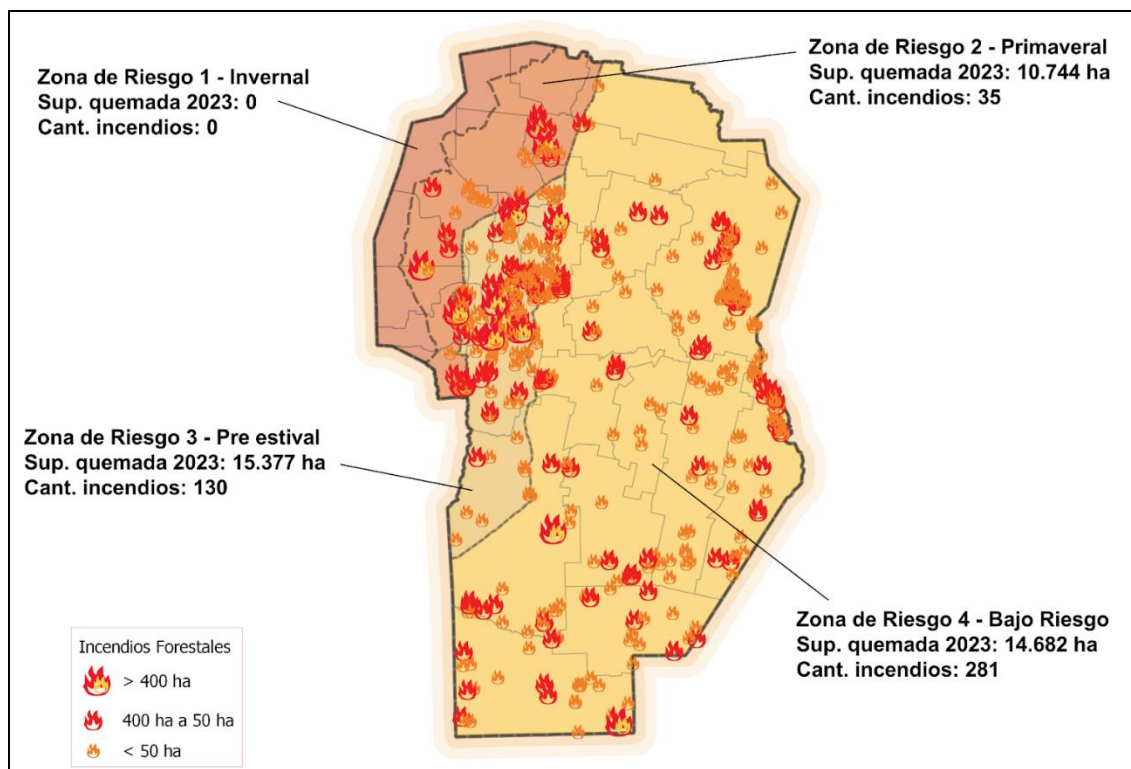 Zona de Riesgo 1 - Invernal
Sup. quemada 2023: 0
Cant. incendios: 0
Zona de Riesgo 2 - Primaveral
Sup. quemada 2023: 10.744 ha
Cant. incendios: 35
Zona de Riesgo 3 - Pre estival
Sup. quemada 2023: 15.377 ha
Cant. incendios: 130
Zona de Riesgo 4 - Bajo Riesgo
Sup. quemada 2023: 14.682 ha
Cant. incendios: 281
Incendios Forestales
> 400 ha
400 ha a 50 ha
< 50 ha